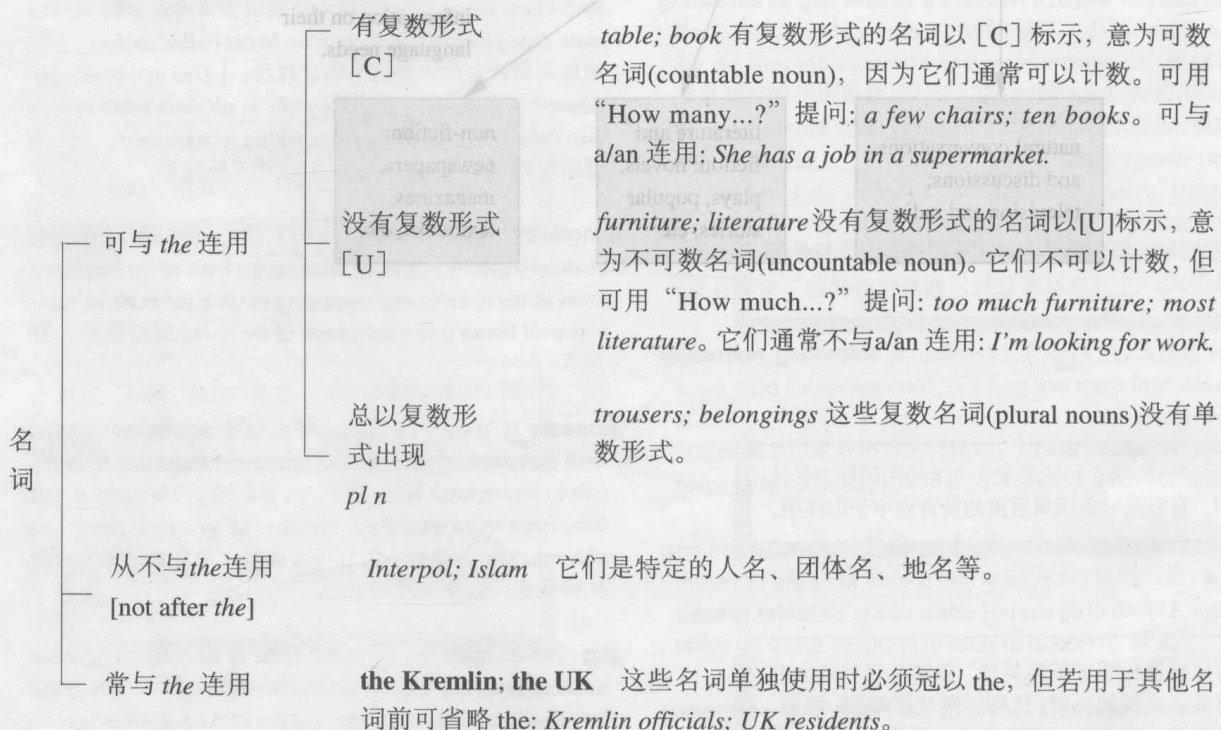 有复数形式
[C]
table; book 有复数形式的名词以［C］标示，意为可数
名词(countable noun)，因为它们通常可以计数。可用
“How many...?” 提问: a few chairs; ten books。可与
a/an 连用: She has a job in a supermarket.
可与 the 连用
没有复数形式
[U]
furniture; literature 没有复数形式的名词以[U]标示，意
为不可数名词(uncountable noun)。它们不可以计数，但
可用 “How much...?” 提问: too much furniture; most
literature。它们通常不与a/an 连用: I'm looking for work.
名
词
总以复数形
式出现
pl n
trousers; belongings 这些复数名词(plural nouns)没有单
数形式。
从不与the连用
[not after the]
Interpol; Islam 它们是特定的人名、团体名、地名等。
常与 the 连用
the Kremlin; the UK 这些名词单独使用时必须冠以 the，但若用于其他名
词前可省略 the: Kremlin officials; UK residents。